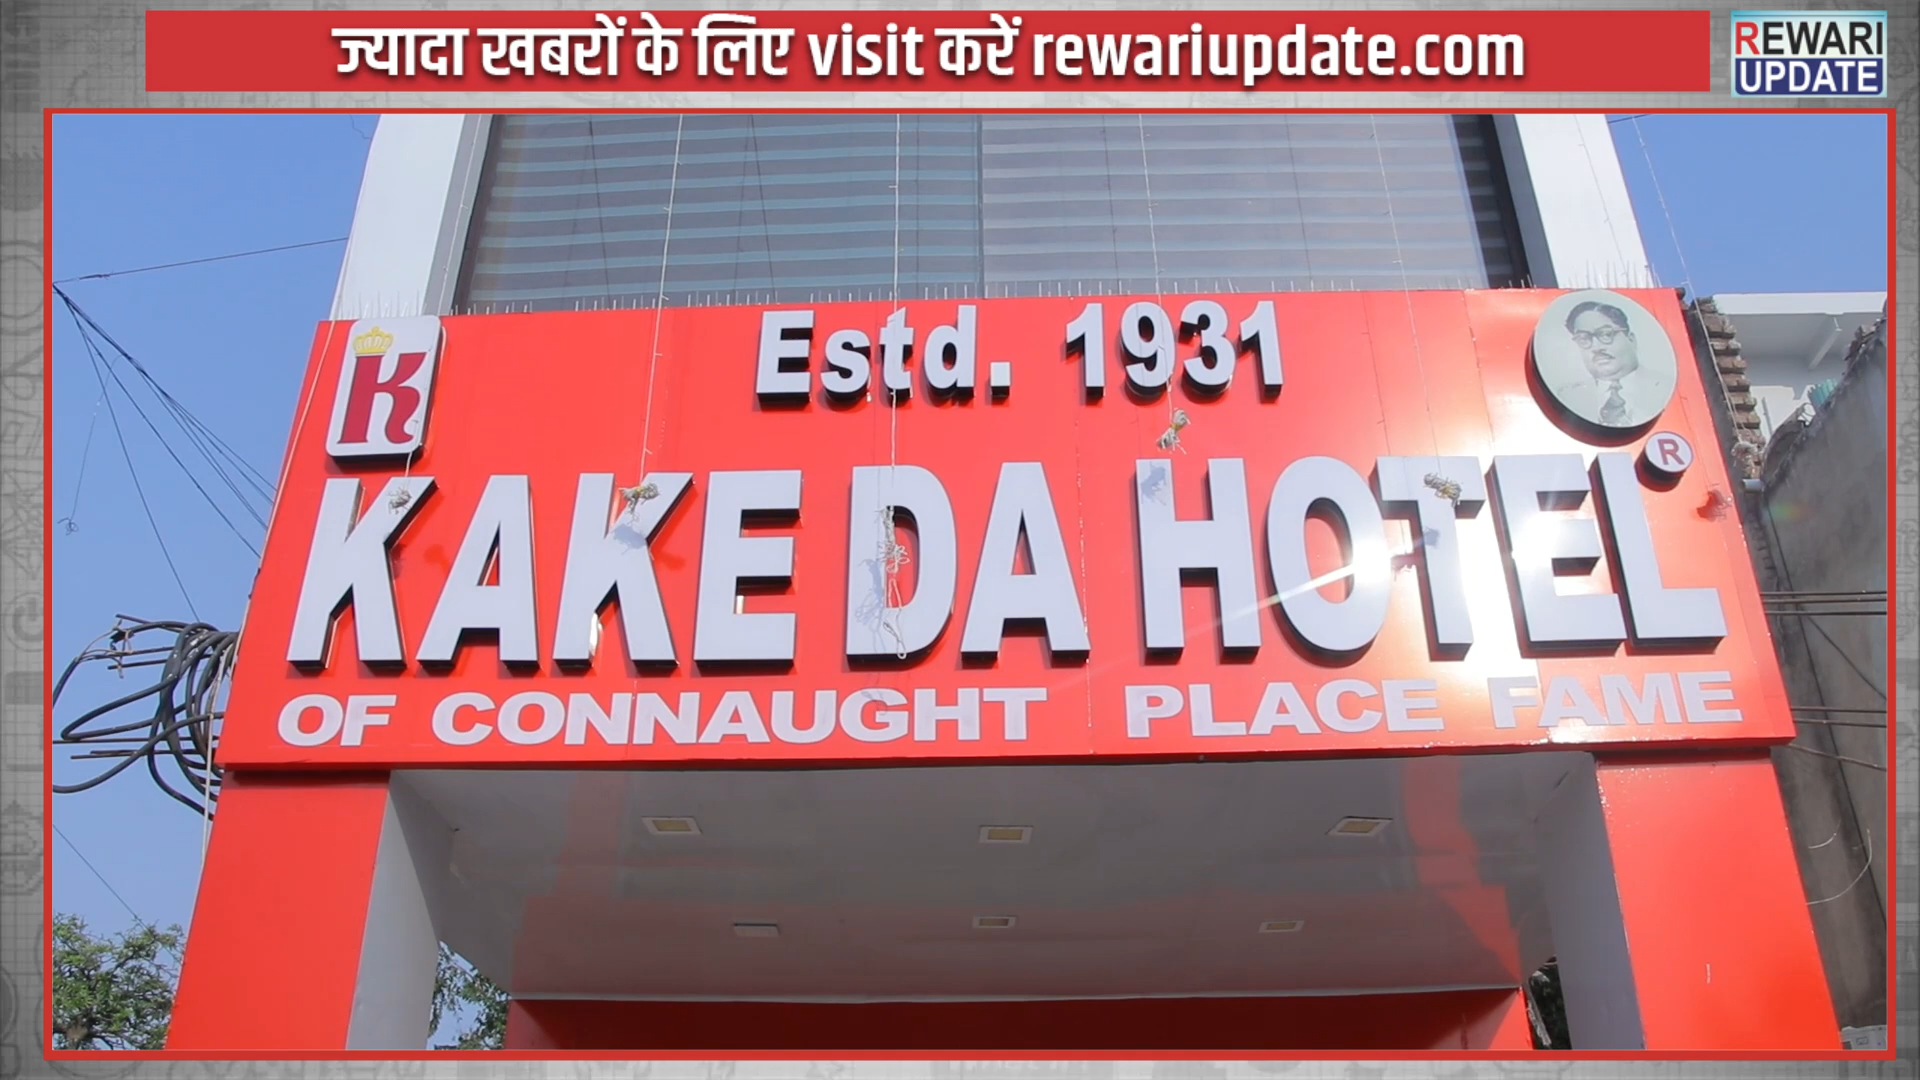 ज्यादा खबरों के लिए visit करें rewariupdate.com
REWARI
UPDATE
K
Estd. 1931
KAKE DA HOTEL
R
OF CONNAUGHT PLACE FAME